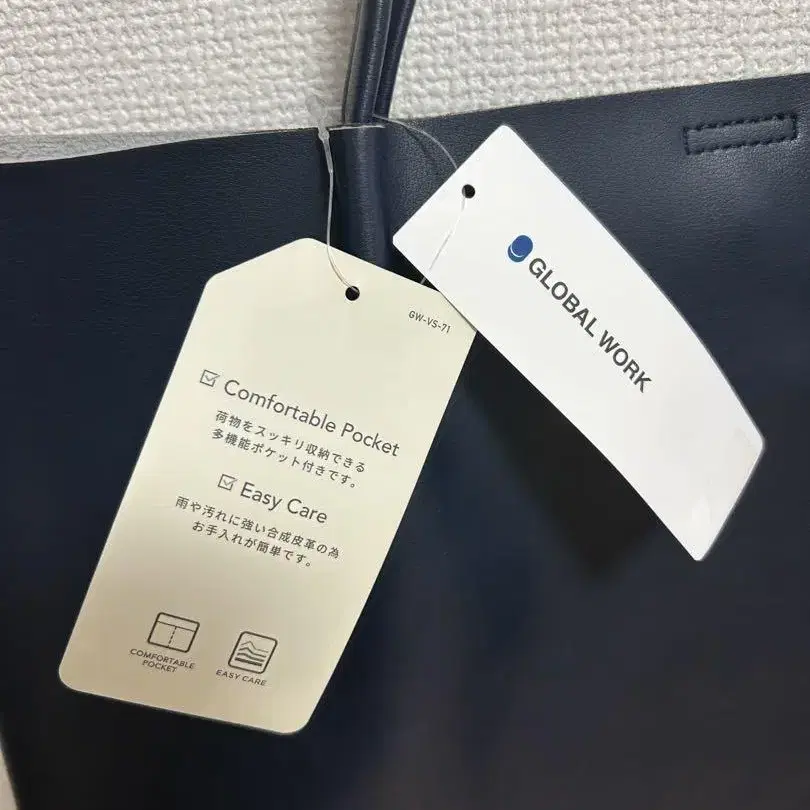 GW-VS-71
Comfortable Pocket
荷物をスッキリ収納できる
多機能ポケット付きです。
Easy Care
雨や汚れに強い合成皮革の為
お手入れが簡単です。
COMFORTABLE
POCKET
EASY CARE
GLOBAL WORK